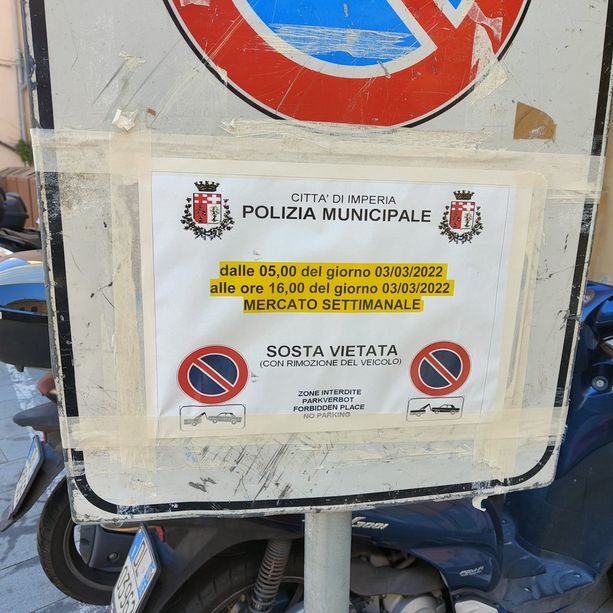 CITTA' DI IMPERIA
POLIZIA MUNICIPALE
dalle 05,00 del giorno 03/03/2022
alle ore 16,00 del giorno 03/03/2022
MERCATO SETTIMANALE
SOSTA VIETATA
(CON RIMOZIONE DEL VEICOLO)
ZONE INTERDITE
PARKVERBOT
FORBIDDEN PLACE
NO PARKING